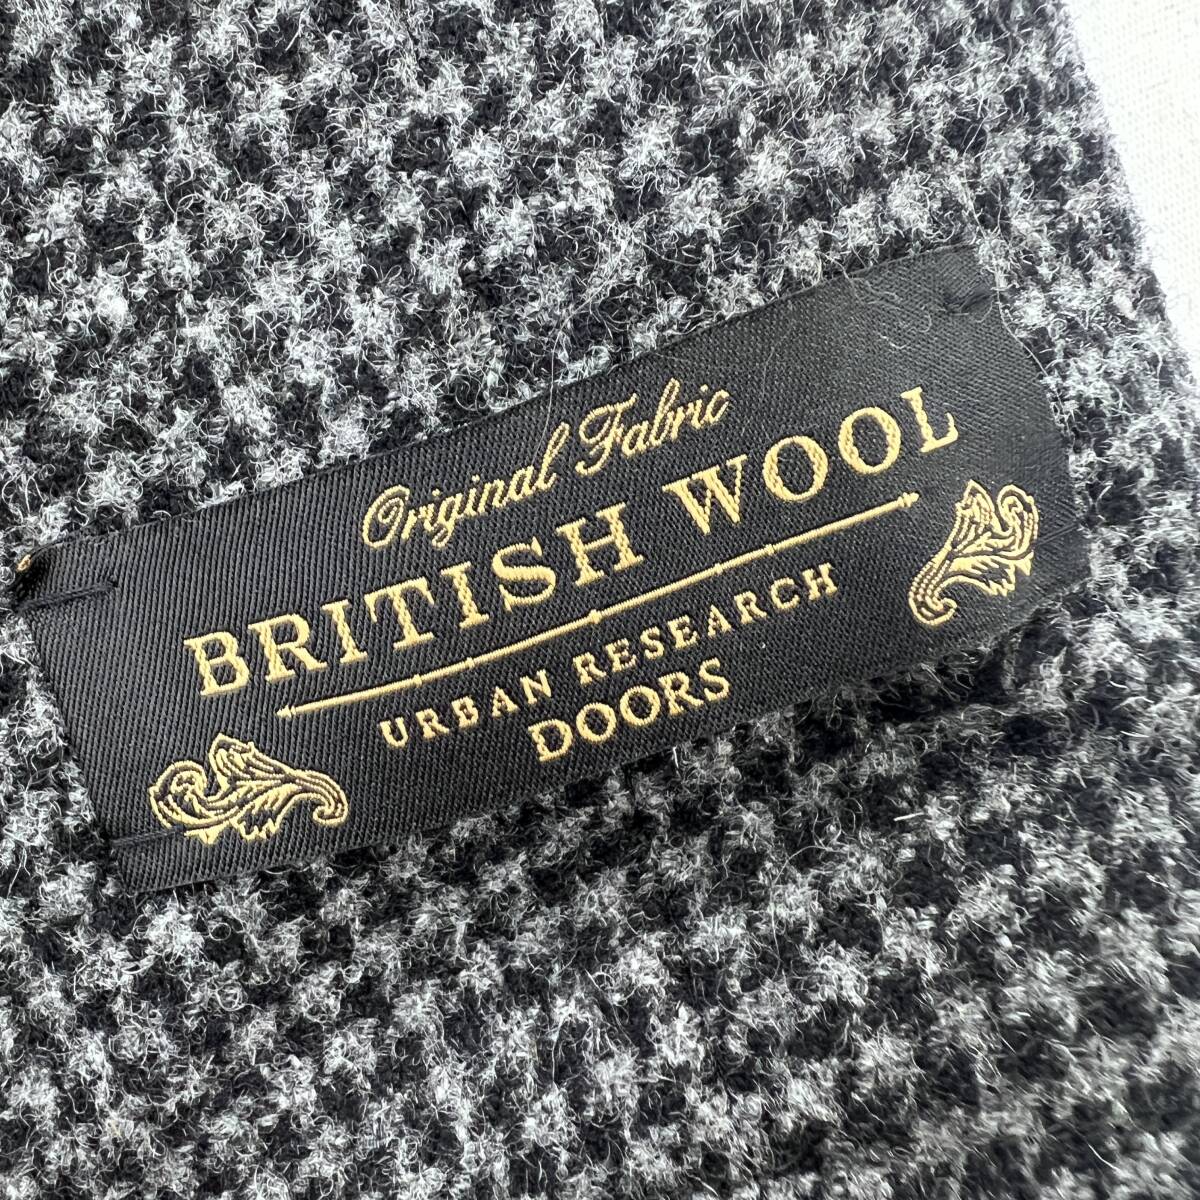 Original Fabric
BRITISH WOOL
URBAN RESEARCH
DOORS